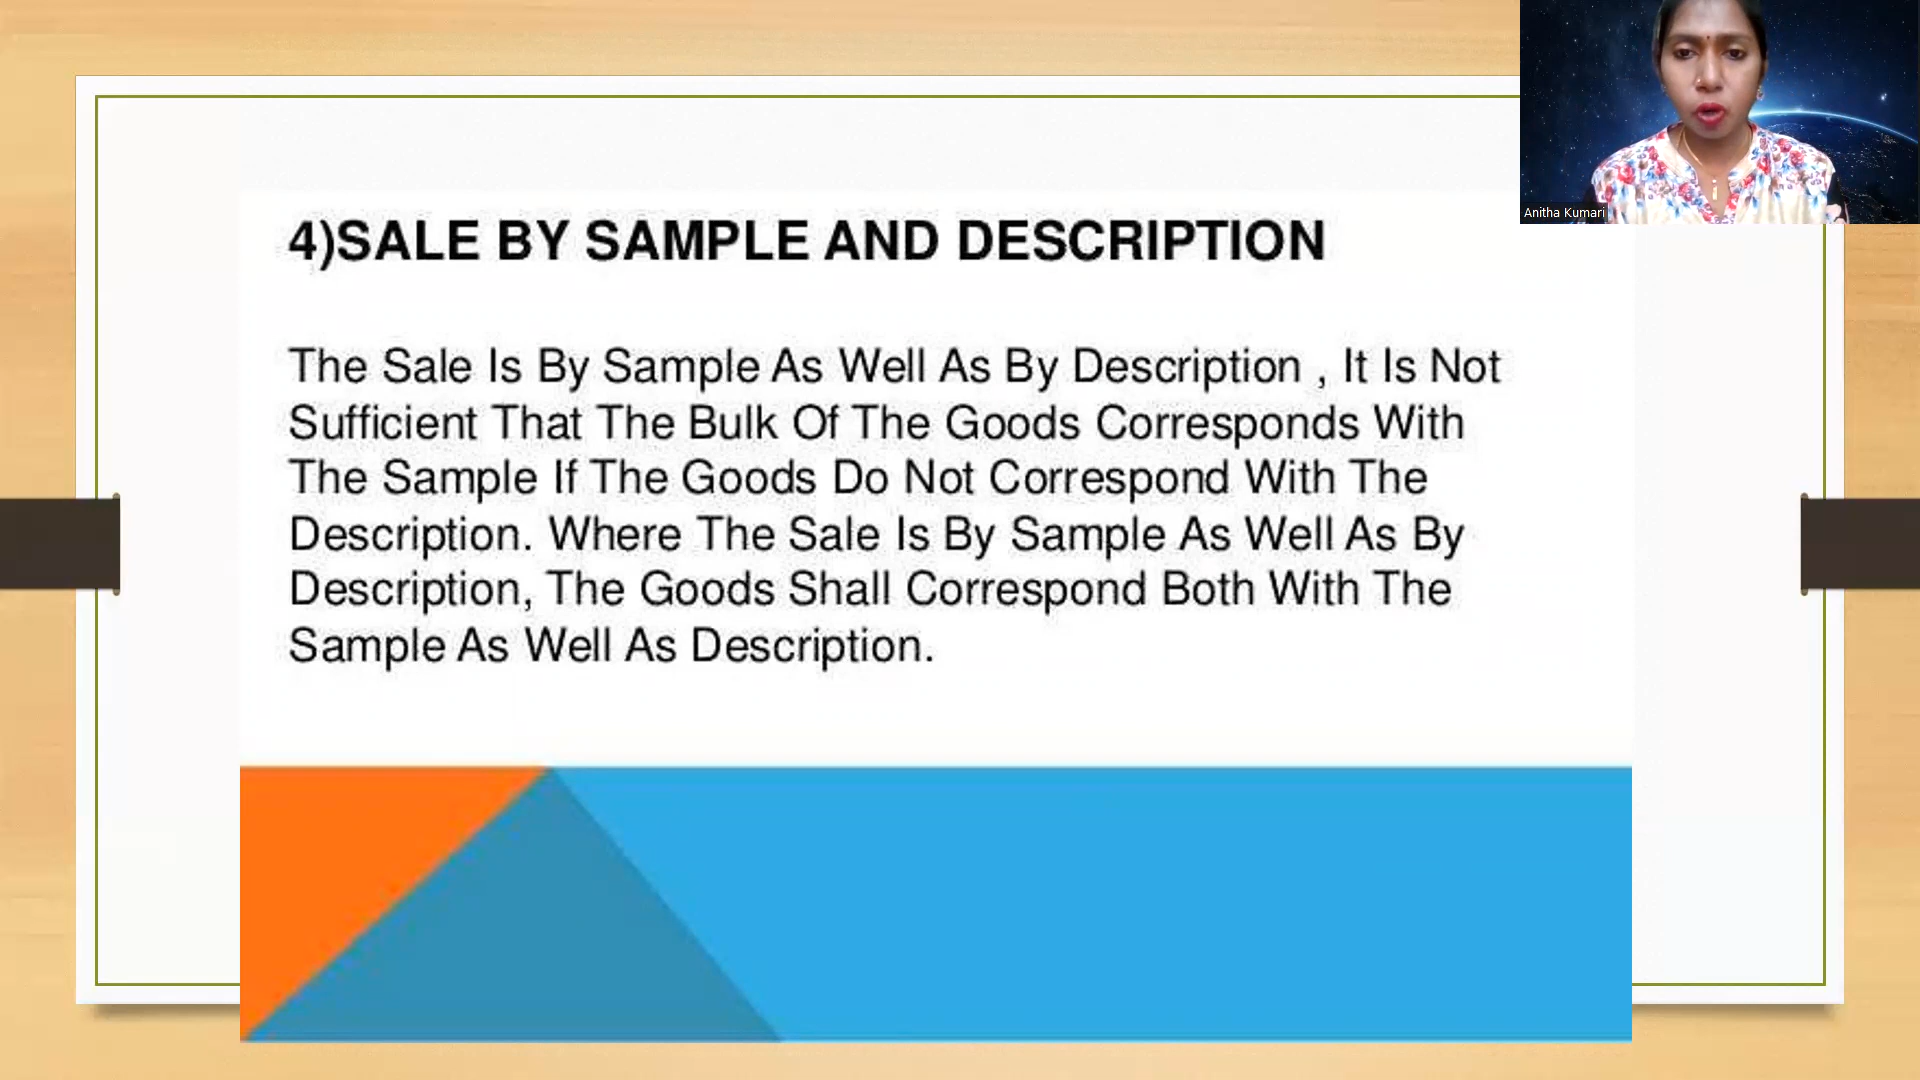 4)SALE BY SAMPLE AND DESCRIPTION
The Sale Is By Sample As Well As By Description , It Is Not
Sufficient That The Bulk Of The Goods Corresponds With
The Sample If The Goods Do Not Correspond With The
Description. Where The Sale Is By Sample As Well As By
Description, The Goods Shall Correspond Both With The
Sample As Well As Description.
Anitha Kumari